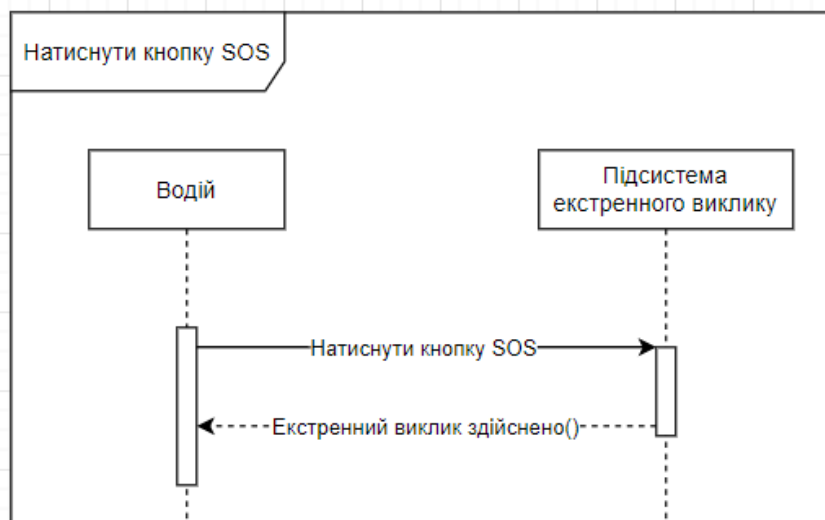 Натиснути кнопку SOS
Водій
Підсистема
екстренного виклику
Натиснути кнопку SOS
Екстренний виклик здійснено()